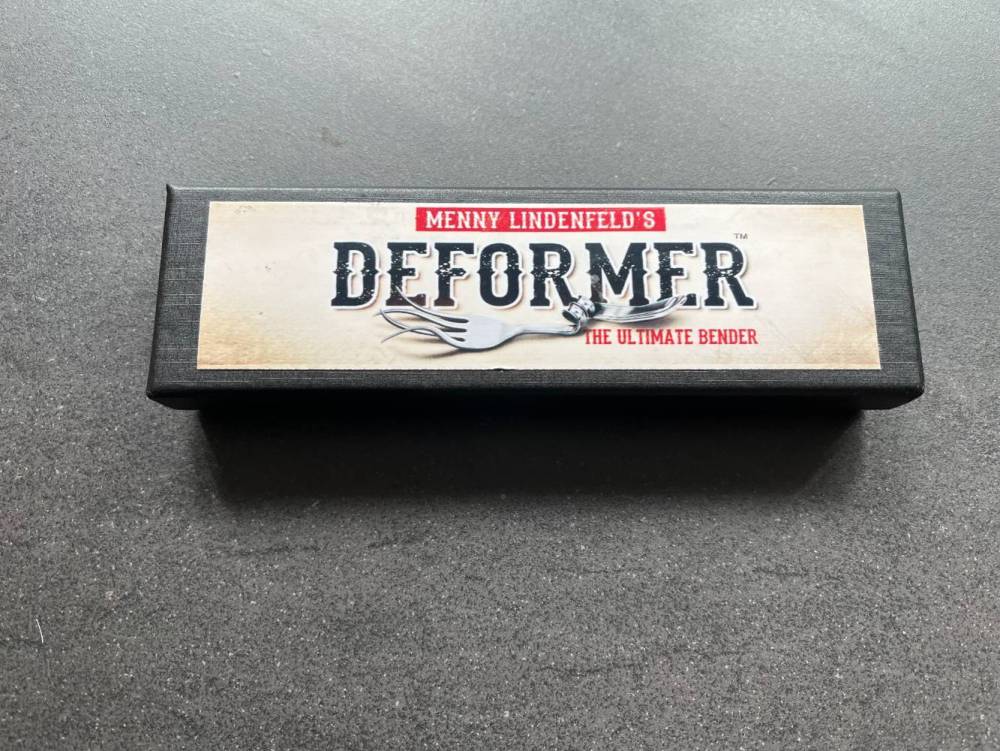 MENNY LINDENFELD'S
DEFORMER™
THE ULTIMATE BENDER